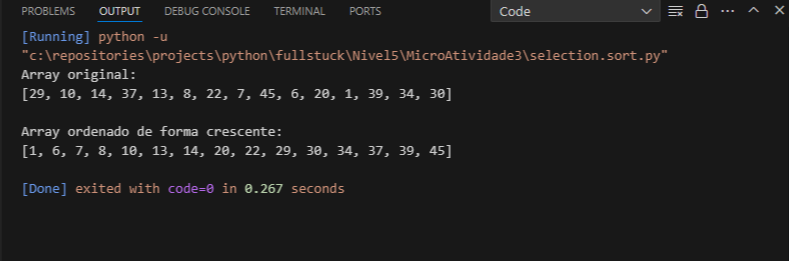 PROBLEMS OUTPUT DEBUG CONSOLE TERMINAL PORTS Code
[Running] python -u
"c:\repositories\projects\python\fullstuck\Nivel5\MicroAtividade3\selection.sort.py"
Array original:
[29, 10, 14, 37, 13, 8, 22, 7, 45, 6, 20, 1, 39, 34, 30]
Array ordenado de forma crescente:
[1, 6, 7, 8, 10, 13, 14, 20, 22, 29, 30, 34, 37, 39, 45]
[Done] exited with code=0 in 0.267 seconds